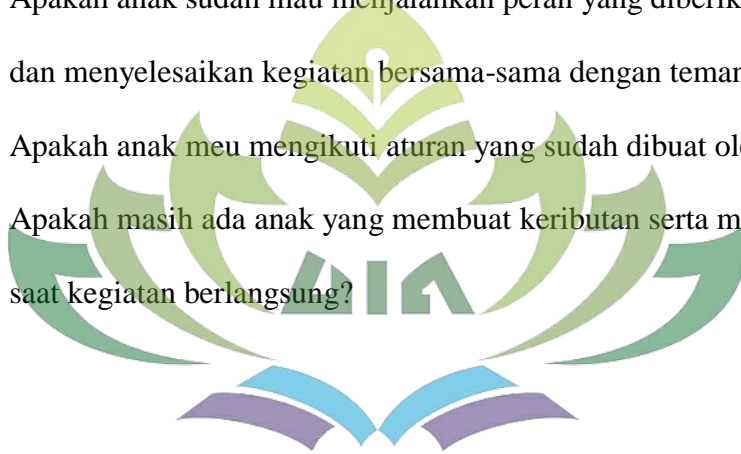 Apakah anak sudah mau menjalankan peran yang diberik
dan menyelesaikan kegiatan bersama-sama dengan teman
Apakah anak meu mengikuti aturan yang sudah dibuat ol
Apakah masih ada anak yang membuat keributan serta m
saat kegiatan berlangsung?
UIN